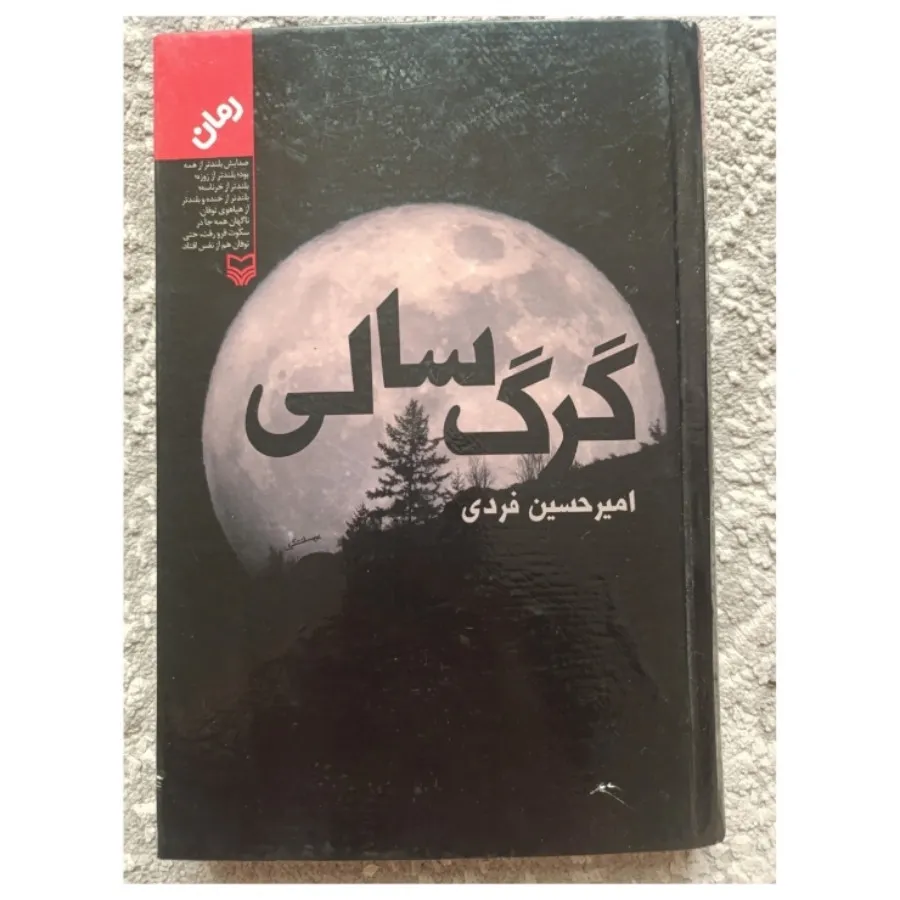 رمان
صدایش بلندتر از همه
بود؛ بلندتر از زوزه؛
بلندتر از خرناسه؛
بلندتر از خنده و بلندتر
از هیاهوی توفان.
ناگهان همه جا در
سکوت فرو رفت، حتی
توفان هم از نفس افتاد.
گرگ سالی
امیرحسین فردی